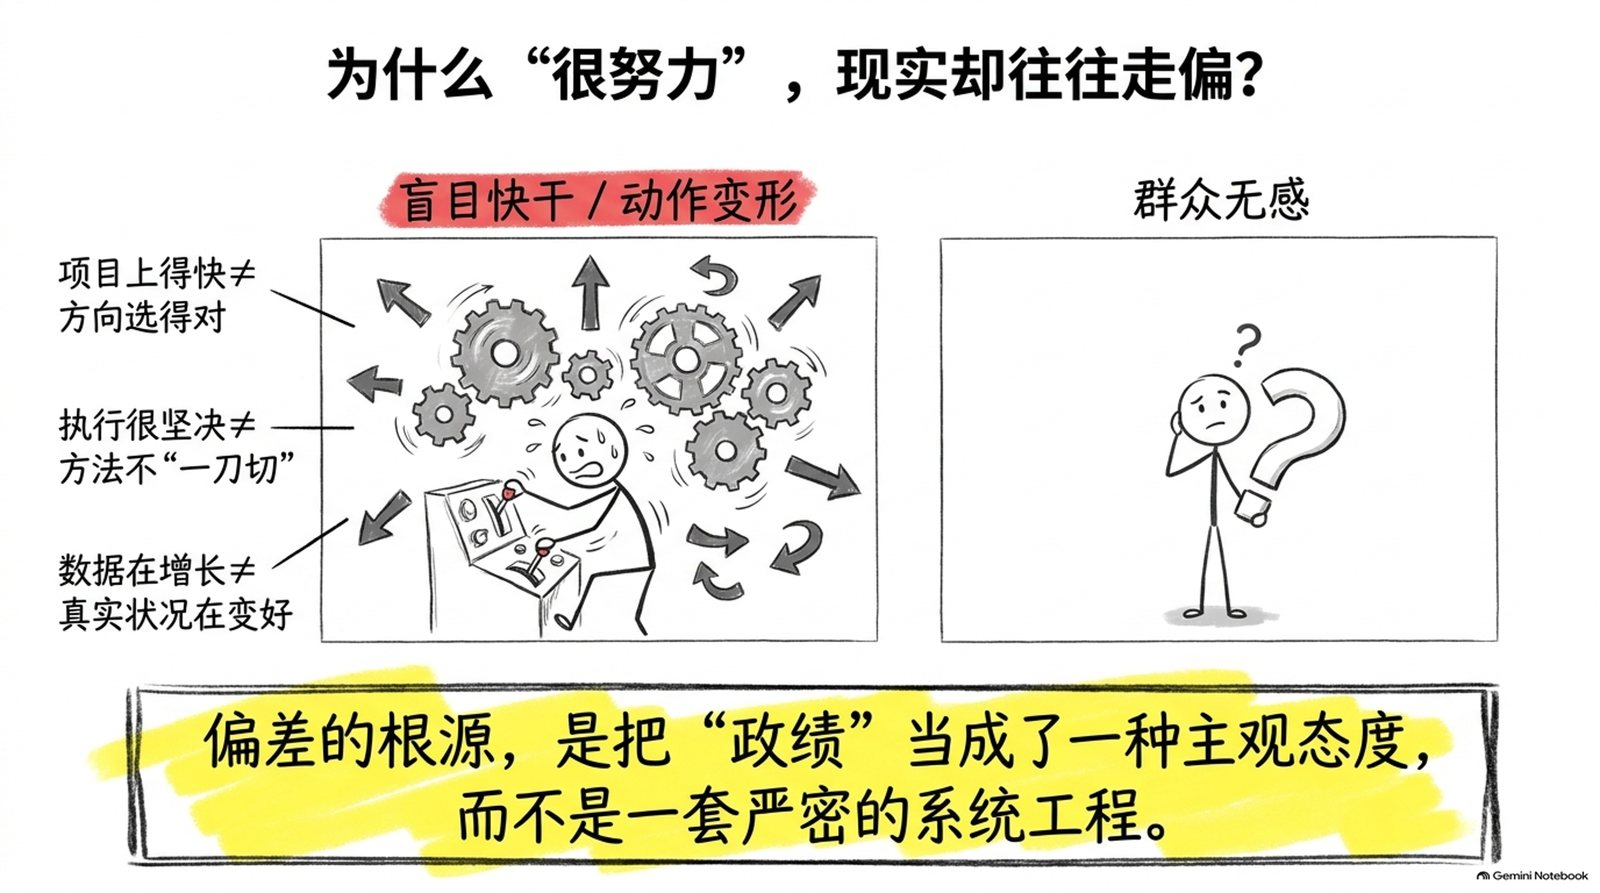 为什么“很努力”，现实却往往走偏？
盲目快干 / 动作变形
项目上得快≠
方向选得对
执行很坚决≠
方法不“一刀切”
数据在增长≠
真实状况在变好
群众无感
?
?
偏差的根源，是把“政绩”当成了一种主观态度，
而不是一套严密的系统工程。
Gemini Notebook